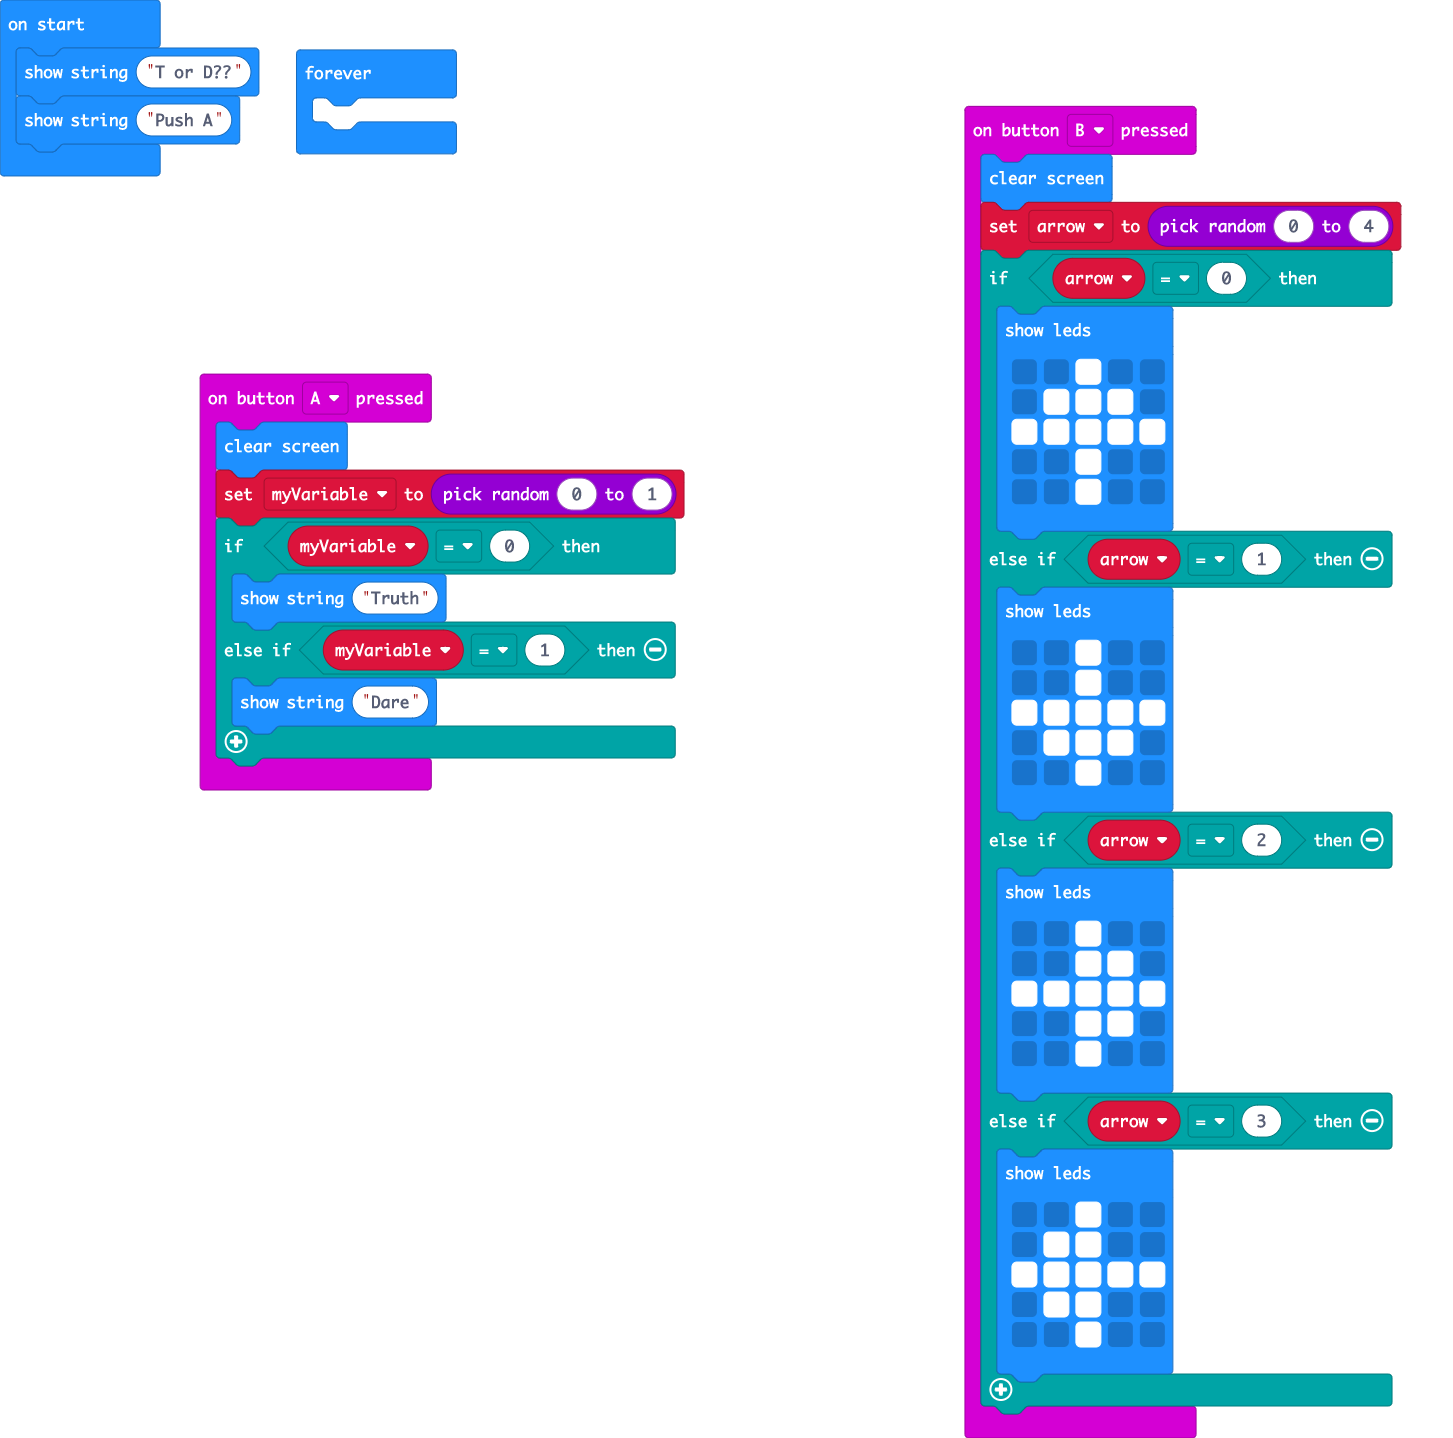 on start
show string "T or D??"
show string "Push A"
forever
on button A pressed
clear screen
set myVariable to pick random 0 to 1
if myVariable = 0 then
show string "Truth"
else if myVariable = 1 then
show string "Dare"
on button B pressed
clear screen
set arrow to pick random 0 to 4
if arrow = 0 then
show leds
else if arrow = 1 then
show leds
else if arrow = 2 then
show leds
else if arrow = 3 then
show leds